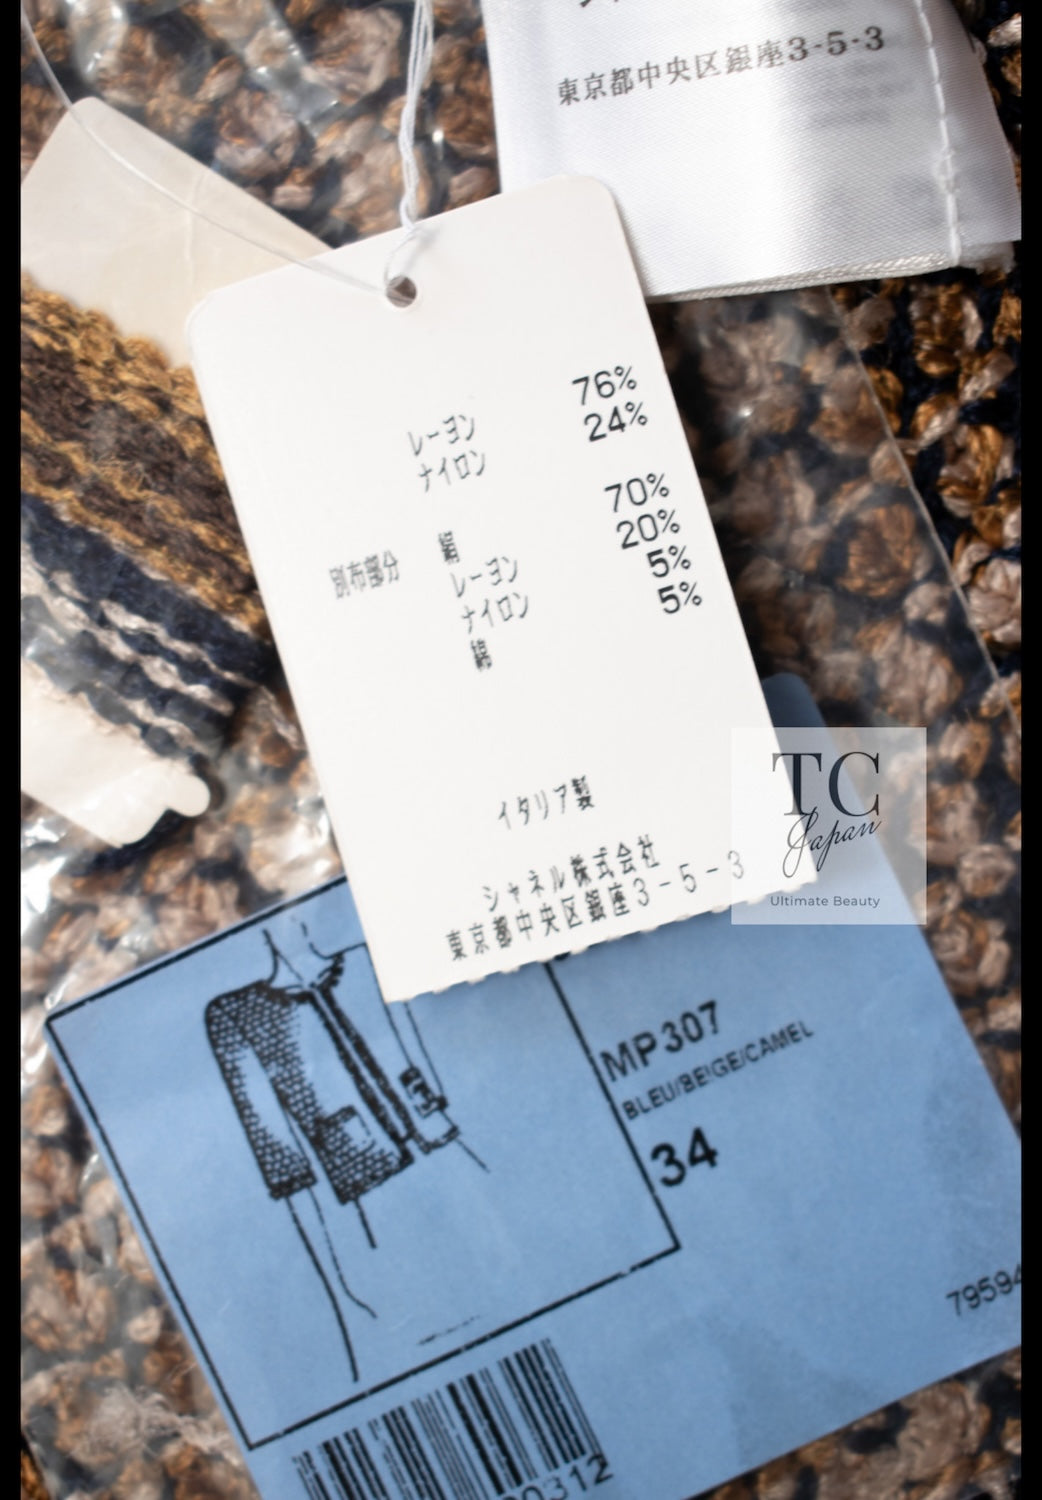 東京都中央区銀座3-5-3
レーヨン 76%
ナイロン 24%
別布部分 絹 70%
レーヨン 20%
ナイロン 5%
綿 5%
イタリア製
シャネル株式会社
東京都中央区銀座3-5-3
TC
Japan
Ultimate Beauty
MP307
BLEU/BEIGE/CAMEL
34
79594
00312